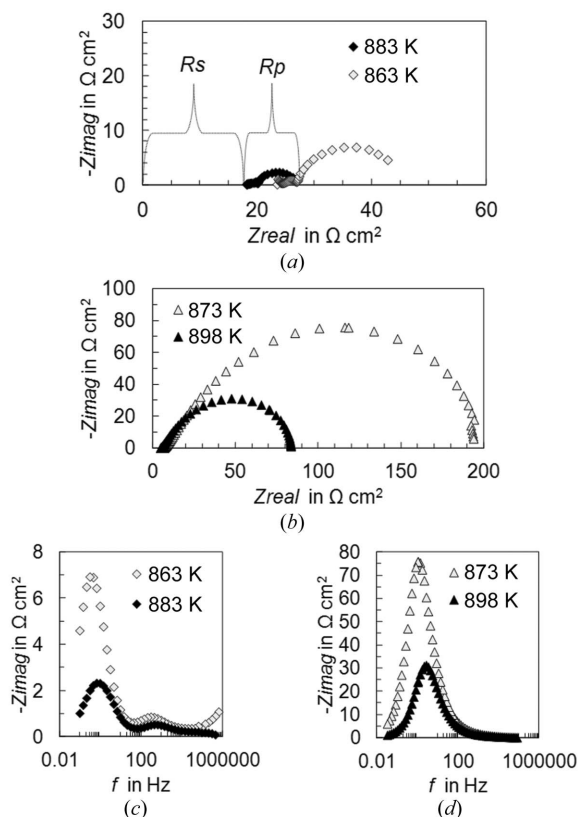 30
20
10
0
-Zimag in Ω cm²
Rs
Rp
883 K
863 K
0
20
40
60
Zreal in Ω cm²
(a)
100
80
60
40
20
0
-Zimag in Ω cm²
873 K
898 K
0
50
100
150
200
Zreal in Ω cm²
(b)
8
6
4
2
0
-Zimag in Ω cm²
863 K
883 K
0.01
100
1000000
f in Hz
(c)
80
70
60
50
40
30
20
10
0
-Zimag in Ω cm²
873 K
898 K
0.01
100
1000000
f in Hz
(d)